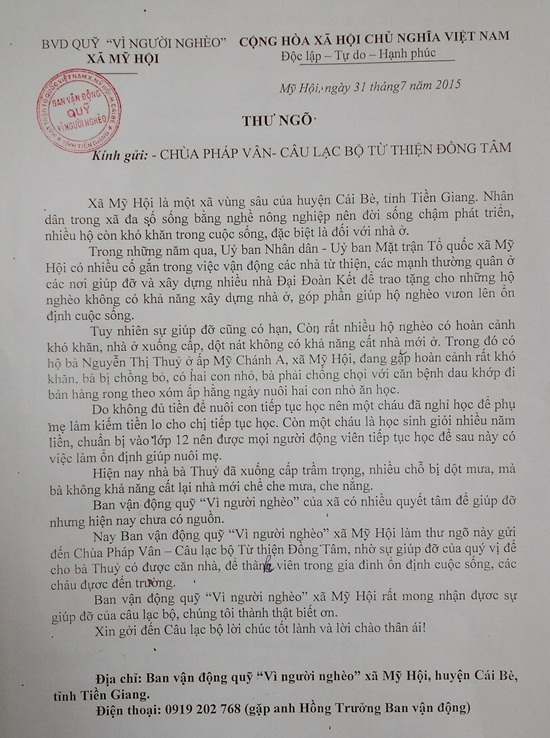 BVD QUỸ "VÌ NGƯỜI NGHÈO" CỘNG HÒA XÃ HỘI CHỦ NGHĨA VIỆT NAM
XÃ MỸ HỘI Độc lập – Tự do – Hạnh phúc
Mỹ Hội, ngày 31 tháng 7 năm 2015
BAN VẬN ĐỘNG
QUỸ
VÌ NGƯỜI NGHÈO
THƯ NGÕ
Kính gửi: - CHÙA PHÁP VÂN- CÂU LẠC BỘ TỪ THIỆN ĐỒNG TÂM
Xã Mỹ Hội là một xã vùng sâu của huyện Cái Bè, tỉnh Tiền Giang. Nhân
dân trong xã đa số sống bằng nghề nông nghiệp nên đời sống chậm phát triển,
nhiều hộ còn khó khăn trong cuộc sống, đặc biệt là đối với nhà ở.
Trong những năm qua, Uỷ ban Nhân dân - Uỷ ban Mặt trận Tổ quốc xã Mỹ
Hội có nhiều cố gắn trong việc vận động các nhà từ thiện, các mạnh thường quân ở
các nơi giúp đỡ và xây dựng nhiều nhà Đại Đoàn Kết để trao tặng cho những hộ
nghèo không có khả năng xây dựng nhà ở, góp phần giúp hộ nghèo vươn lên ổn
định cuộc sống.
Tuy nhiên sự giúp đỡ cũng có hạn, Còn rất nhiều hộ nghèo có hoàn cảnh
khó khăn, nhà ở xuống cấp, dột nát không có khả năng cất nhà mới ở. Trong đó có
hộ bà Nguyễn Thị Thuỷ ở ấp Mỹ Chánh A, xã Mỹ Hội, đang gặp hoàn cảnh rất khó
khăn, bà bị chồng bỏ, có hai con nhỏ, bà phải chống chọi với căn bệnh đau khớp đi
bán hàng rong theo xóm ấp hằng ngày nuôi hai con nhỏ ăn học.
Do không đủ tiền để nuôi con tiếp tục học nên một cháu đã nghỉ học để phụ
mẹ làm kiếm tiền lo cho chị tiếp tục học. Còn một cháu là học sinh giỏi nhiều năm
liền, chuẩn bị vào lớp 12 nên được mọi người động viên tiếp tục học để sau này có
việc làm ổn định giúp nuôi mẹ.
Hiện nay nhà bà Thuỷ đã xuống cấp trầm trọng, nhiều chỗ bị dột mưa, mà
bà không khả năng cất lại nhà mới để che mưa, che nắng.
Ban vận động quỹ "Vì người nghèo" của xã có nhiều quyết tâm để giúp đỡ
nhưng hiện nay chưa có nguồn.
Nay Ban vận động quỹ "Vì người nghèo" xã Mỹ Hội làm thư ngõ này gửi
đến Chùa Pháp Vân – Câu lạc bộ Từ thiện Đồng Tâm, nhờ sự giúp đỡ của quý vị để
cho bà Thuỷ có được căn nhà, để thành viên trong gia đình ổn định cuộc sống, các
cháu được đến trường.
Ban vận động quỹ "Vì người nghèo" xã Mỹ Hội rất mong nhận được sự
giúp đỡ của câu lạc bộ, chúng tôi thành thật biết ơn.
Xin gởi đến Câu lạc bộ lời chúc tốt lành và lời chào thân ái!
Địa chỉ: Ban vận động quỹ "Vì người nghèo" xã Mỹ Hội, huyện Cái Bè,
tỉnh Tiền Giang.
Điện thoại: 0919 202 768 (gặp anh Hồng Trưởng Ban vận động)